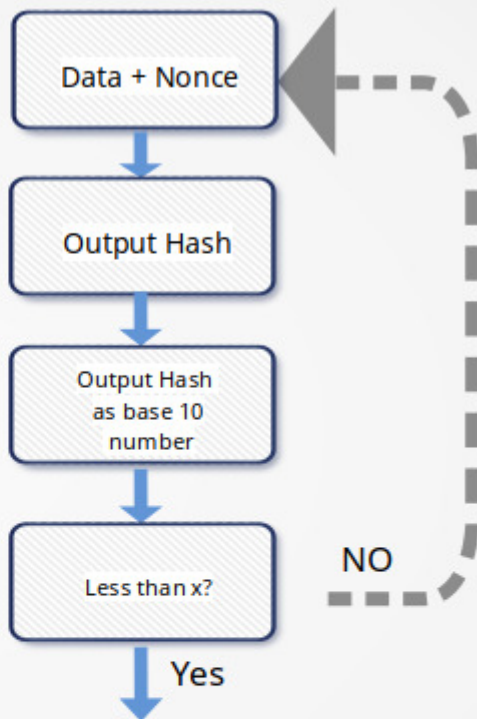 Data + Nonce
Output Hash
Output Hash
as base 10
number
Less than x?
NO
Yes